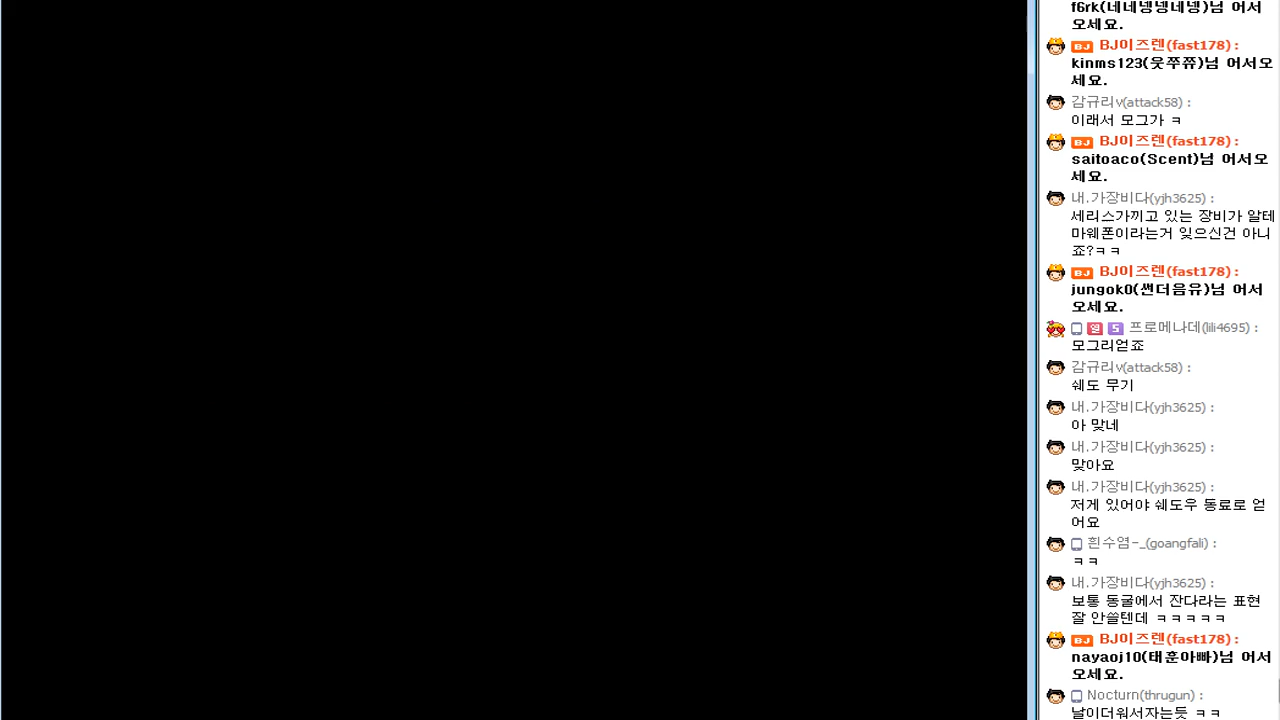 f6rk(네네넹넹네넹)님 어서
오세요.
BJ BJ이즈렌(fast178) :
kinms123(웃쭈쮸)님 어서오
세요.
감규리v(attack58) :
이래서 모그가 ㅋ
BJ BJ이즈렌(fast178) :
saitoaco(Scent)님 어서오
세요.
내.가장비다(yjh3625) :
세리스가끼고 있는 장비가 알테
마웨폰이라는거 잊으신건 아니
죠?ㅋㅋ
BJ BJ이즈렌(fast178) :
jungok0(썬더음유)님 어서
오세요.
열 5 프로메나데(lili4695) :
모그리얻죠
감규리v(attack58) :
쉐도 무기
내.가장비다(yjh3625) :
아 맞네
내.가장비다(yjh3625) :
맞아요
내.가장비다(yjh3625) :
저게 있어야 쉐도우 동료로 얻
어요
흰수염-_(goangfali) :
ㅋㅋ
내.가장비다(yjh3625) :
보통 동굴에서 잔다라는 표현
잘 안쓸텐데 ㅋㅋㅋㅋㅋ
BJ BJ이즈렌(fast178) :
nayaoj10(태훈아빠)님 어서
오세요.
Nocturn(thrugun) :
날이더워서자는듯 ㅋㅋ